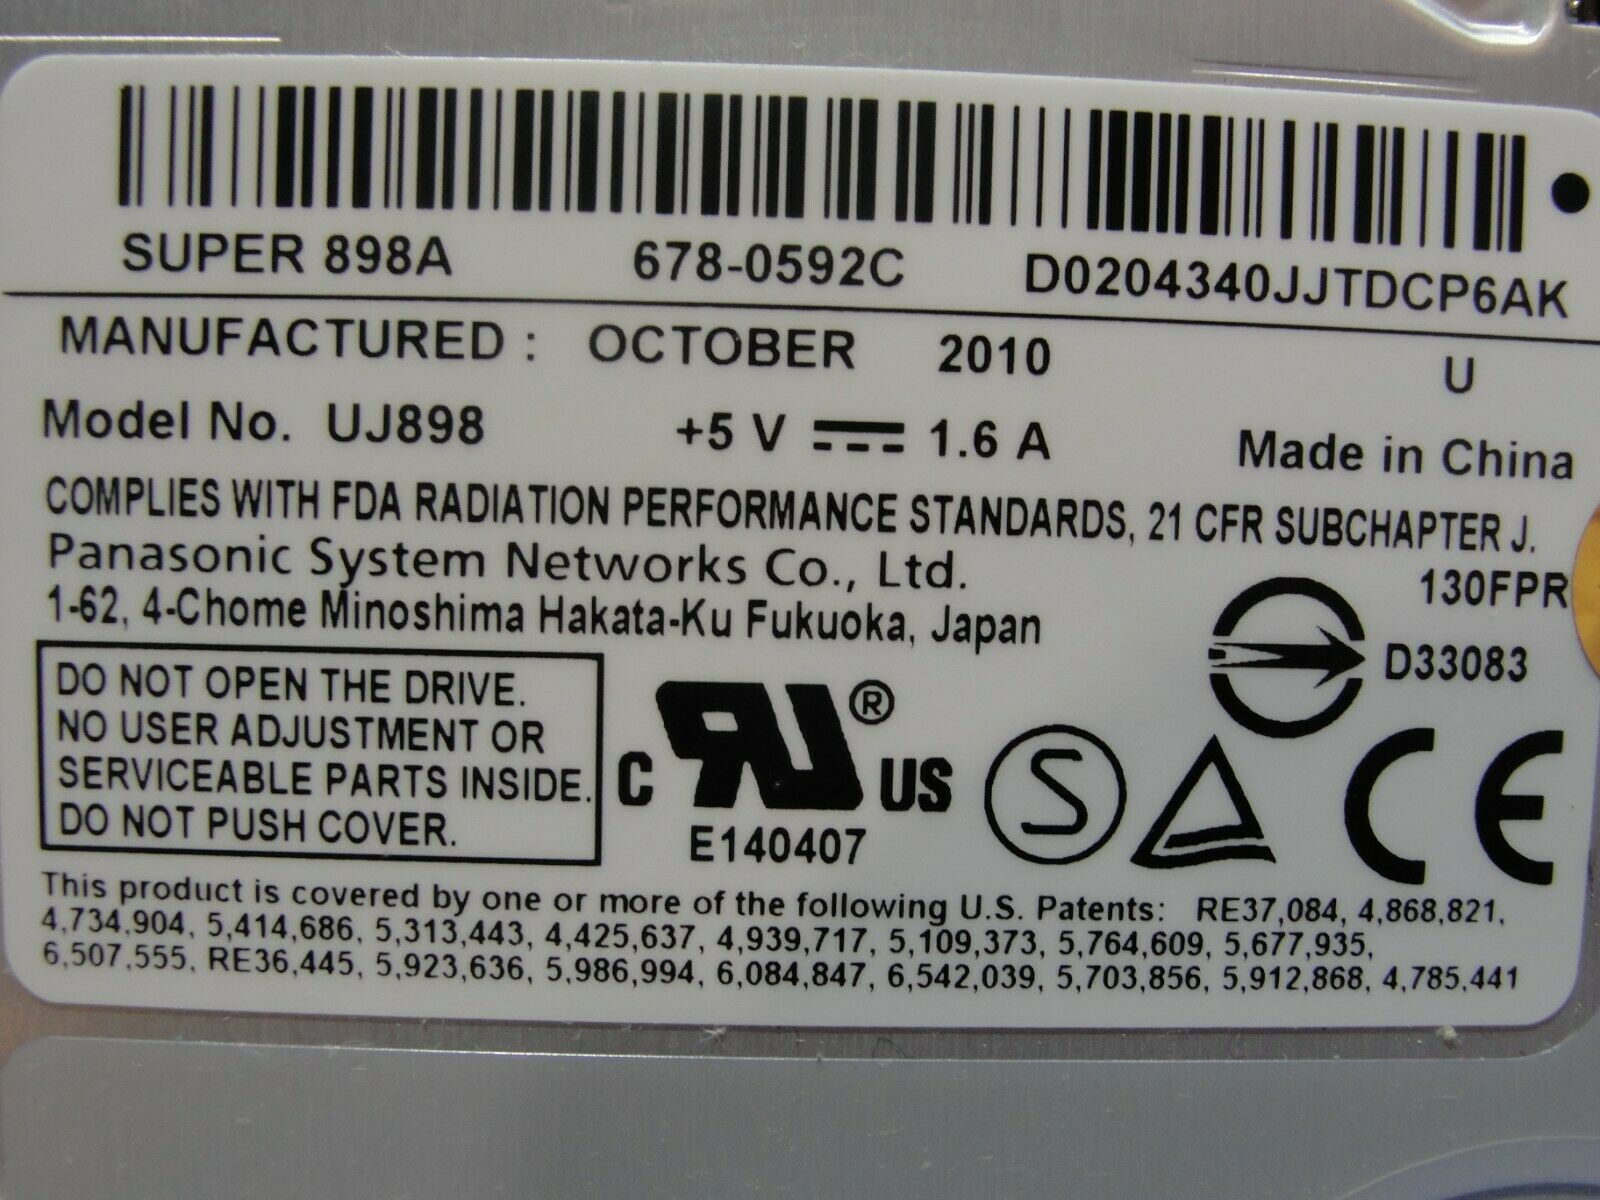 SUPER 898A 678-0592C D0204340JJTDCP6AK
MANUFACTURED : OCTOBER 2010 U
Model No. UJ898 +5 V 1.6 A Made in China
COMPLIES WITH FDA RADIATION PERFORMANCE STANDARDS, 21 CFR SUBCHAPTER J.
Panasonic System Networks Co., Ltd. 130FPR
1-62, 4-Chome Minoshima Hakata-Ku Fukuoka, Japan
D33083
DO NOT OPEN THE DRIVE.
NO USER ADJUSTMENT OR
SERVICEABLE PARTS INSIDE.
DO NOT PUSH COVER.
C RU ® US
E140407
S
CE
This product is covered by one or more of the following U.S. Patents: RE37,084, 4,868,821,
4,734,904, 5,414,686, 5,313,443, 4,425,637, 4,939,717, 5,109,373, 5,764,609, 5,677,935,
6,507,555, RE36,445, 5,923,636, 5,986,994, 6,084,847, 6,542,039, 5,703,856, 5,912,868, 4,785,441